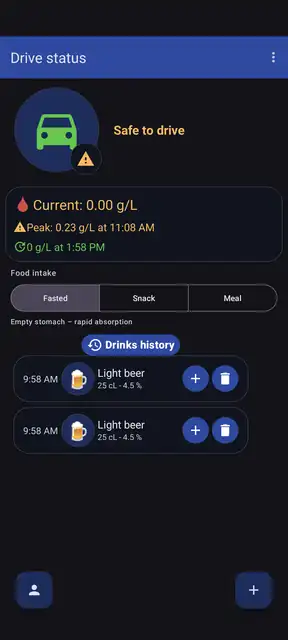 Drive status
Safe to drive
Current: 0.00 g/L
Peak: 0.23 g/L at 11:08 AM
0 g/L at 1:58 PM
Food intake
Fasted Snack Meal
Empty stomach – rapid absorption
Drinks history
9:58 AM Light beer
25 cL - 4.5 %
9:58 AM Light beer
25 cL - 4.5 %